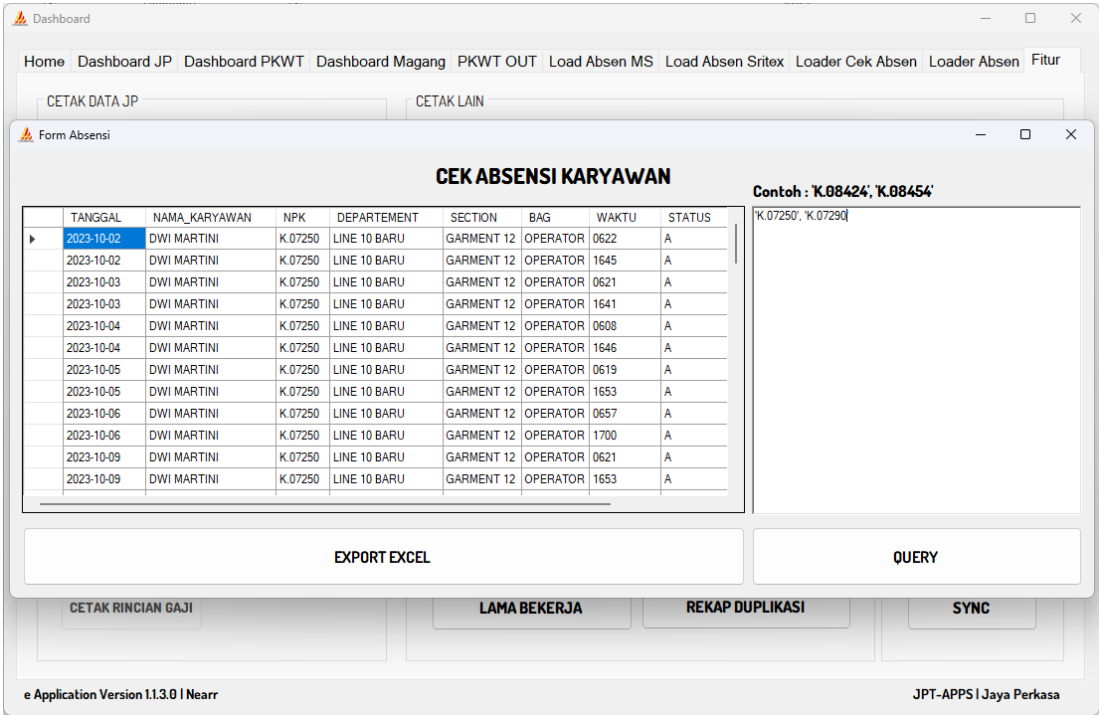 Dashboard
Home Dashboard JP Dashboard PKWT Dashboard Magang PKWT OUT Load Absen MS Load Absen Sritex Loader Cek Absen Loader Absen Fitur
CETAK DATA JP CETAK LAIN
Form Absensi
CEK ABSENSI KARYAWAN
Contoh : 'K.08424', 'K.08454'
TANGGAL NAMA_KARYAWAN NPK DEPARTEMENT SECTION BAG WAKTU STATUS
'K.07250', 'K.07290
2023-10-02 DWI MARTINI K.07250 LINE 10 BARU GARMENT 12 OPERATOR 0622 A
2023-10-02 DWI MARTINI K.07250 LINE 10 BARU GARMENT 12 OPERATOR 1645 A
2023-10-03 DWI MARTINI K.07250 LINE 10 BARU GARMENT 12 OPERATOR 0621 A
2023-10-03 DWI MARTINI K.07250 LINE 10 BARU GARMENT 12 OPERATOR 1641 A
2023-10-04 DWI MARTINI K.07250 LINE 10 BARU GARMENT 12 OPERATOR 0608 A
2023-10-04 DWI MARTINI K.07250 LINE 10 BARU GARMENT 12 OPERATOR 1646 A
2023-10-05 DWI MARTINI K.07250 LINE 10 BARU GARMENT 12 OPERATOR 0619 A
2023-10-05 DWI MARTINI K.07250 LINE 10 BARU GARMENT 12 OPERATOR 1653 A
2023-10-06 DWI MARTINI K.07250 LINE 10 BARU GARMENT 12 OPERATOR 0657 A
2023-10-06 DWI MARTINI K.07250 LINE 10 BARU GARMENT 12 OPERATOR 1700 A
2023-10-09 DWI MARTINI K.07250 LINE 10 BARU GARMENT 12 OPERATOR 0621 A
2023-10-09 DWI MARTINI K.07250 LINE 10 BARU GARMENT 12 OPERATOR 1653 A
EXPORT EXCEL QUERY
CETAK RINCIAN GAJI LAMA BEKERJA REKAP DUPLIKASI SYNC
e Application Version 1.1.3.0 | Nearr JPT-APPS | Jaya Perkasa